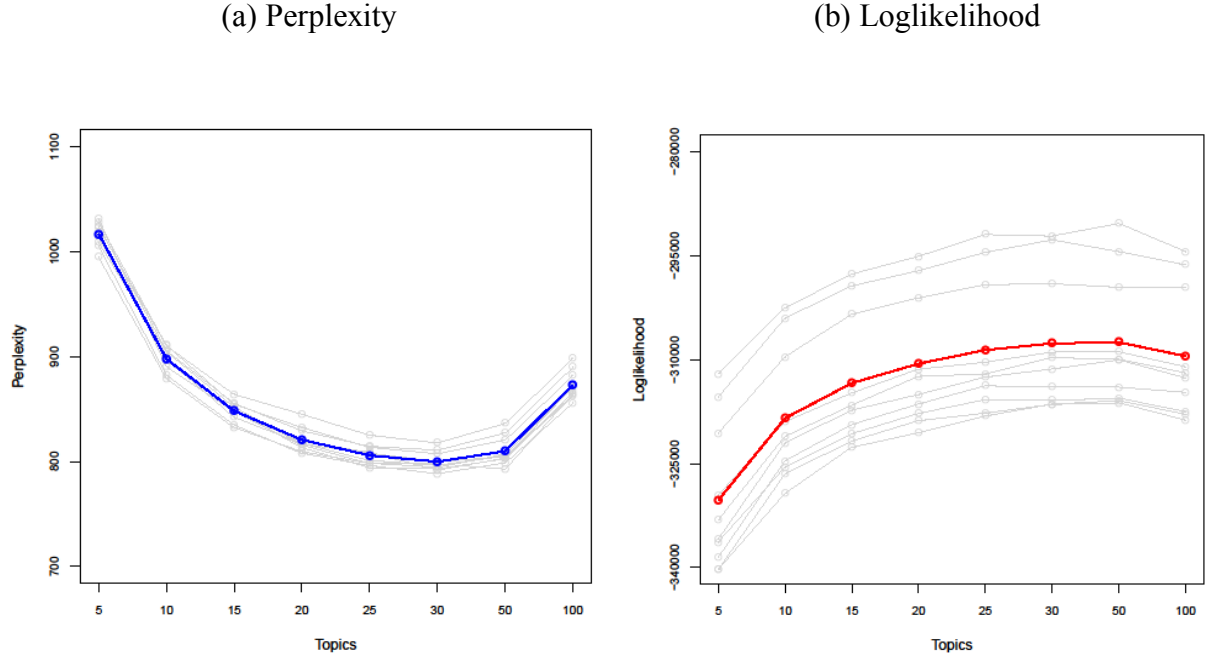 (a) Perplexity
(b) Loglikelihood
Perplexity
1100
1000
900
800
700
5 10 15 20 25 30 50 100
Topics
Loglikelihood
-280000
-295000
-310000
-325000
-340000
5 10 15 20 25 30 50 100
Topics